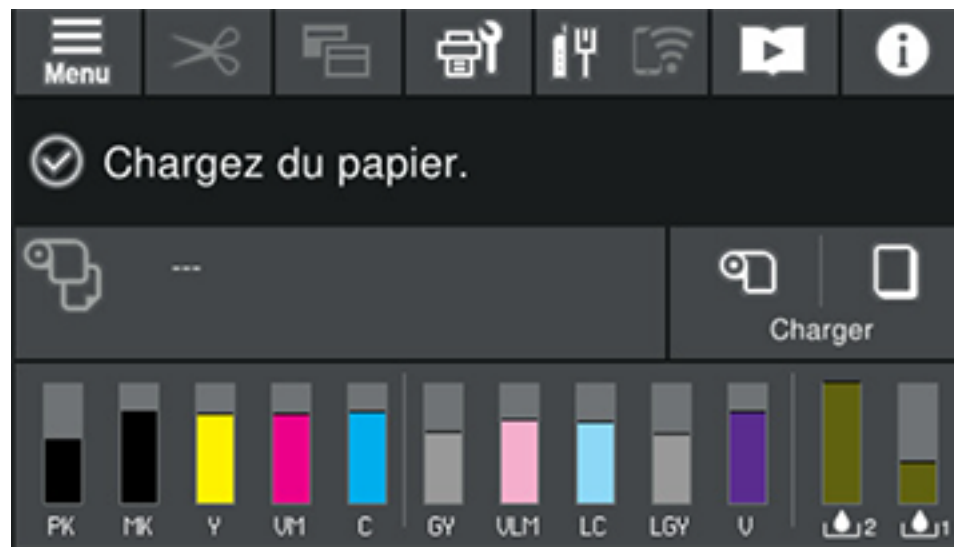 Menu
Chargez du papier.
---
Charger
PK MK Y VM C GY VLM LC LGY V 2 1